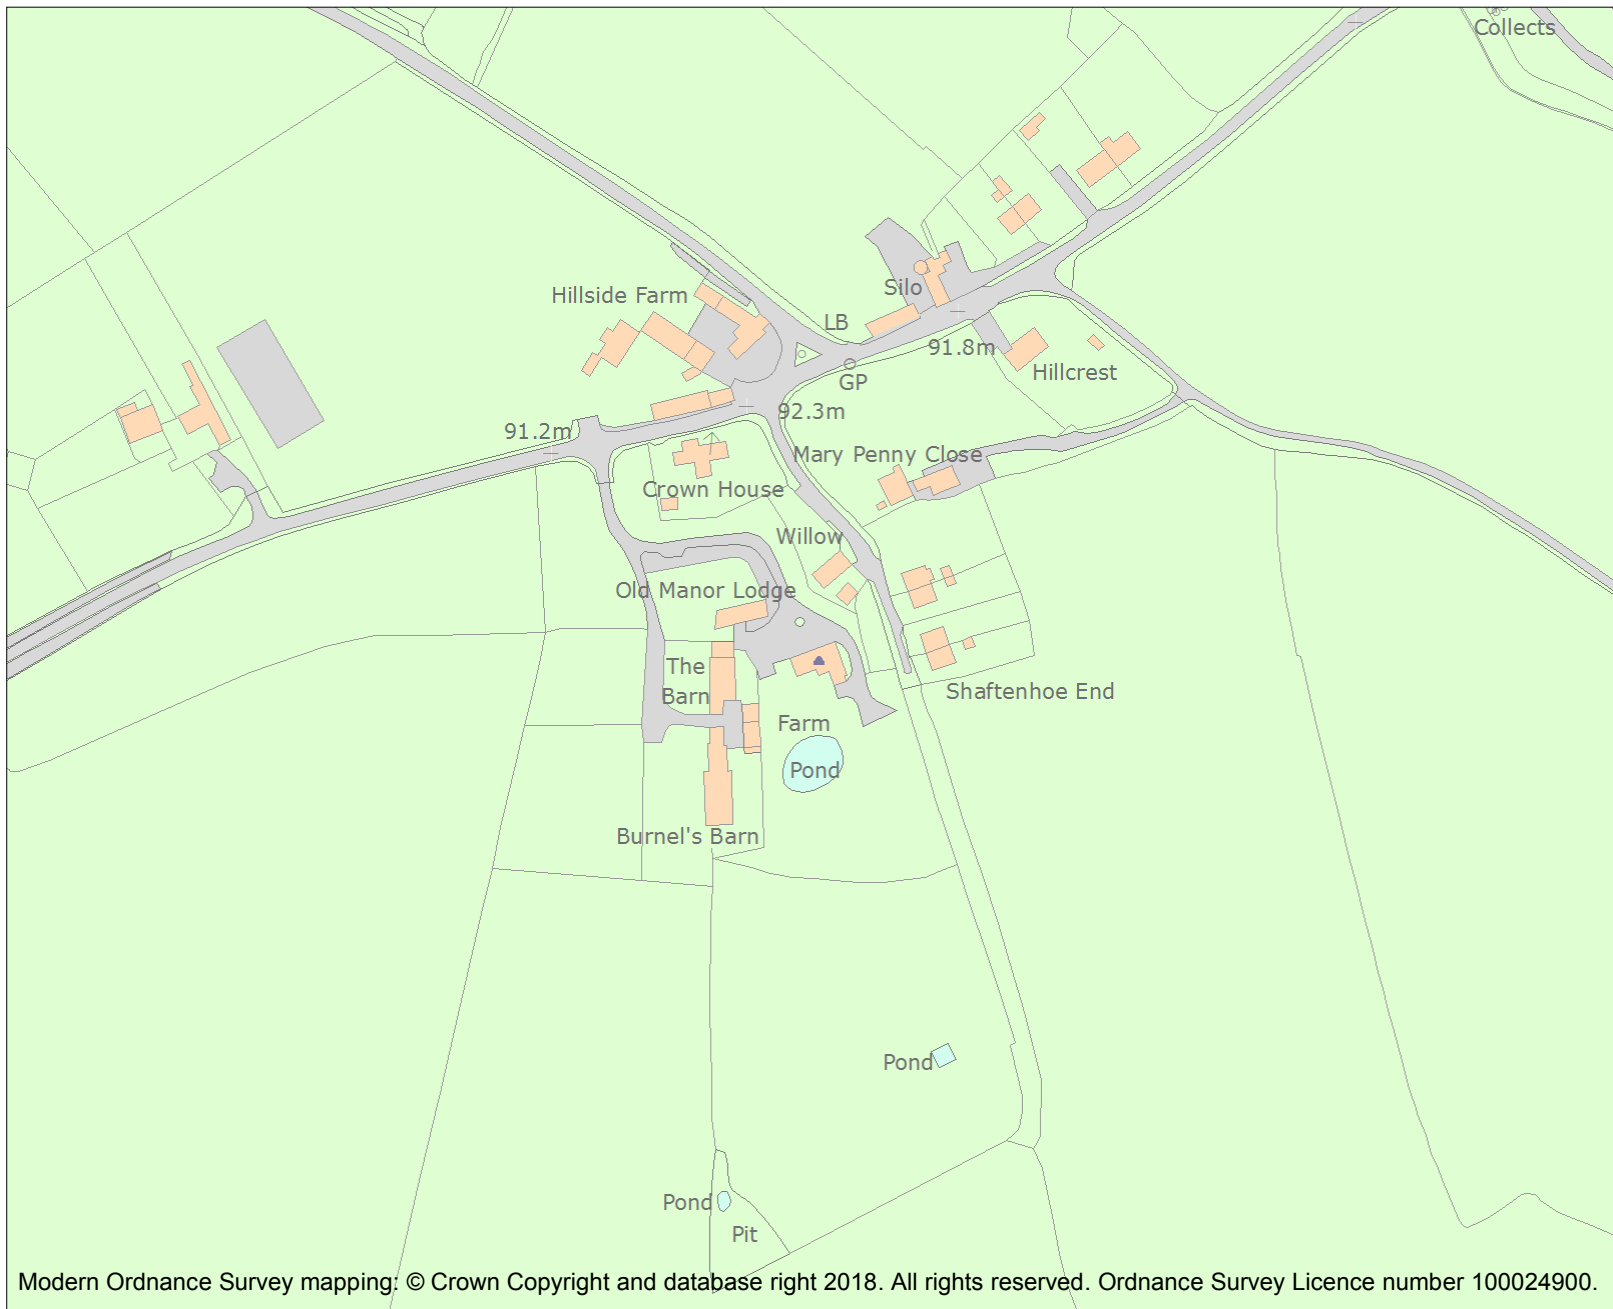 Collects
Hillside Farm
Silo
LB
91.8m
Hillcrest
GP
92.3m
91.2m
Mary Penny Close
Crown House
Willow
Old Manor Lodge
The
Barn
Shaftenhoe End
Farm
Pond
Burnel's Barn
Pond
Pond
Pit
Modern Ordnance Survey mapping: © Crown Copyright and database right 2018. All rights reserved. Ordnance Survey Licence number 100024900.